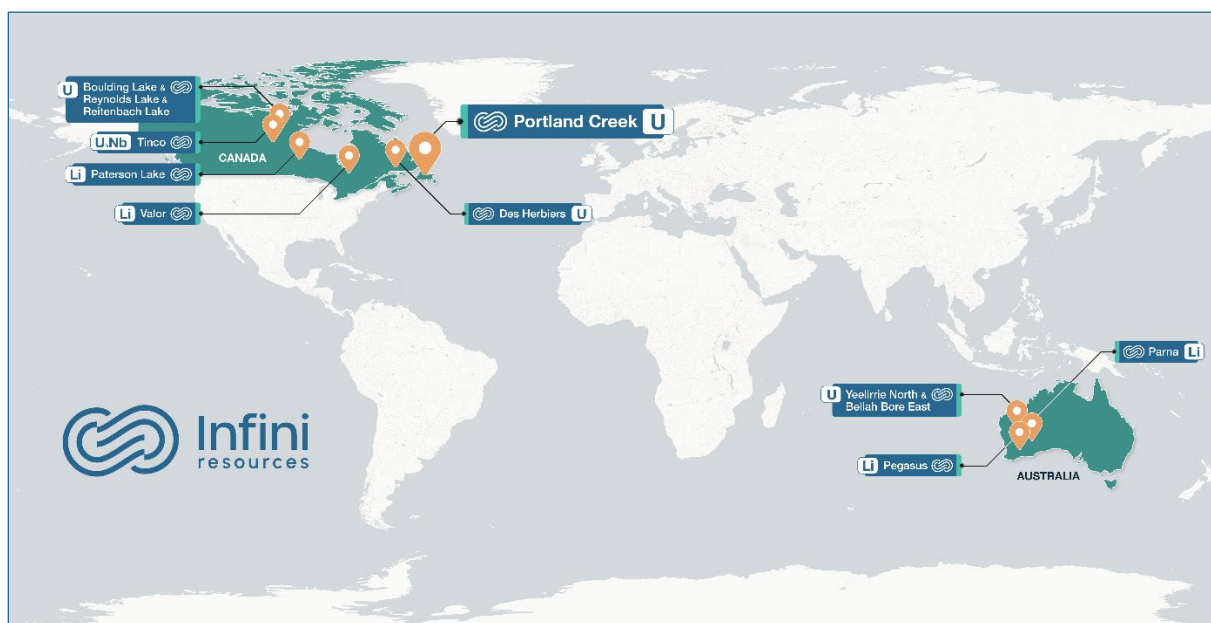 U Boulding Lake &
Reynolds Lake &
Reitenbach Lake
U,Nb Tinco
Li Paterson Lake
Li Valor
CANADA
Portland Creek U
Des Herbiers U
Parna Li
U Yeelirrie North &
Bellah Bore East
Li Pegasus
AUSTRALIA
Infini
resources